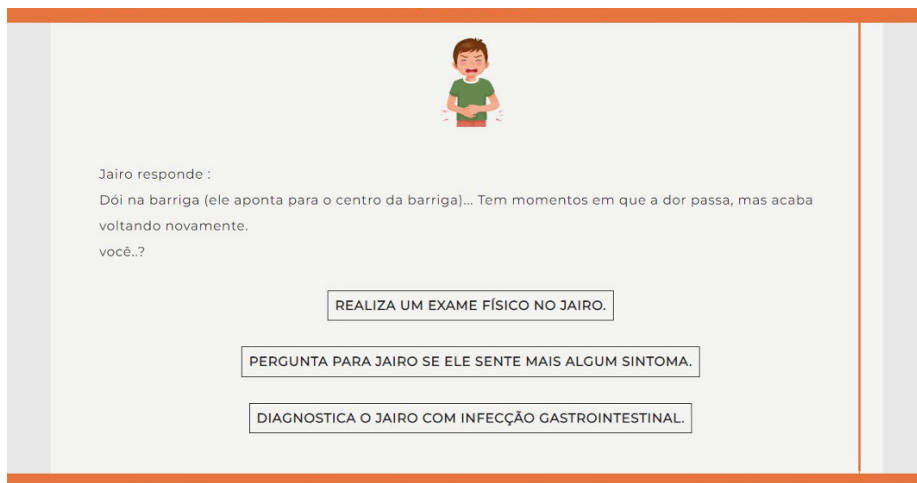 Jairo responde :
Dói na barriga (ele aponta para o centro da barriga)... Tem momentos em que a dor passa, mas acaba
voltando novamente.
você..?
REALIZA UM EXAME FÍSICO NO JAIRO.
PERGUNTA PARA JAIRO SE ELE SENTE MAIS ALGUM SINTOMA.
DIAGNOSTICA O JAIRO COM INFECÇÃO GASTROINTESTINAL.